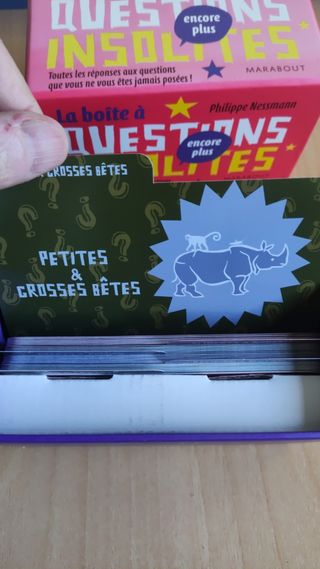 QUESTIONS
encore
plus
INSOLITES
Toutes les réponses aux questions
que vous ne vous êtes jamais posées !
MARABOUT
La boîte à
Philippe Nessmann
QUESTIONS
encore
plus
GROSSES BÊTES
PETITES
&
GROSSES BÊTES